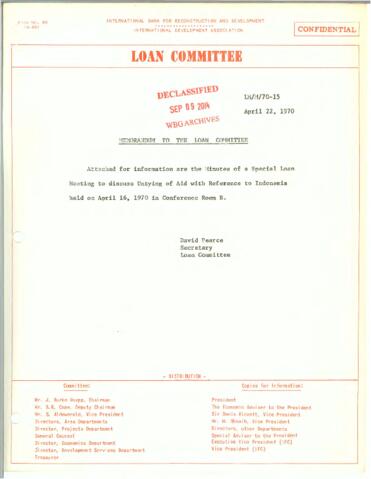 INTERNATIONAL BANK FOR RECONSTRUCTION AND DEVELOPMENT
INTERNATIONAL DEVELOPMENT ASSOCIATION
CONFIDENTIAL
LOAN COMMITTEE
DECLASSIFIED
SEP 09 2014
WBG ARCHIVES
LM/M/70-15
April 22, 1970
MEMORANDUM TO THE LOAN COMMITTEE
Attached for information are the Minutes of a Special Loan
Meeting to discuss Untying of Aid with Reference to Indonesia
held on April 16, 1970 in Conference Room B.
David Pearce
Secretary
Loan Committee
- DISTRIBUTION -
Committee:
Mr. J. Burke Knapp, Chairman
Mr. S.R. Cope, Deputy Chairman
Mr. S. Aldewereld, Vice President
Directors, Area Departments
Director, Projects Department
General Counsel
Director, Economics Department
Director, Development Services Department
Treasurer
Copies for Information:
President
The Economic Adviser to the President
Sir Denis Rickett, Vice President
Mr. M. Shoaib, Vice President
Directors, other Departments
Special Adviser to the President
Executive Vice President (IFC)
Vice President (IFC)